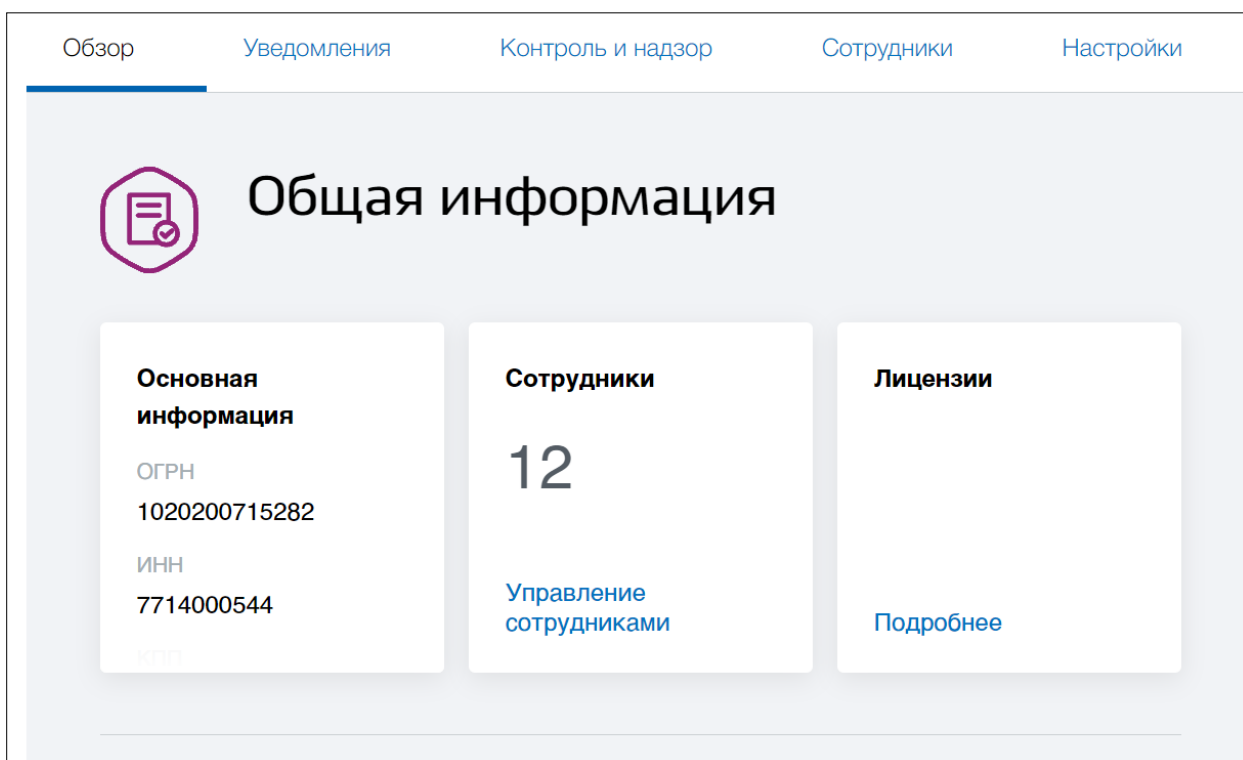 Обзор Уведомления Контроль и надзор Сотрудники Настройки
Общая информация
Основная
информация
ОГРН
1020200715282
ИНН
7714000544
КПП
Сотрудники
12
Управление
сотрудниками
Лицензии
Подробнее